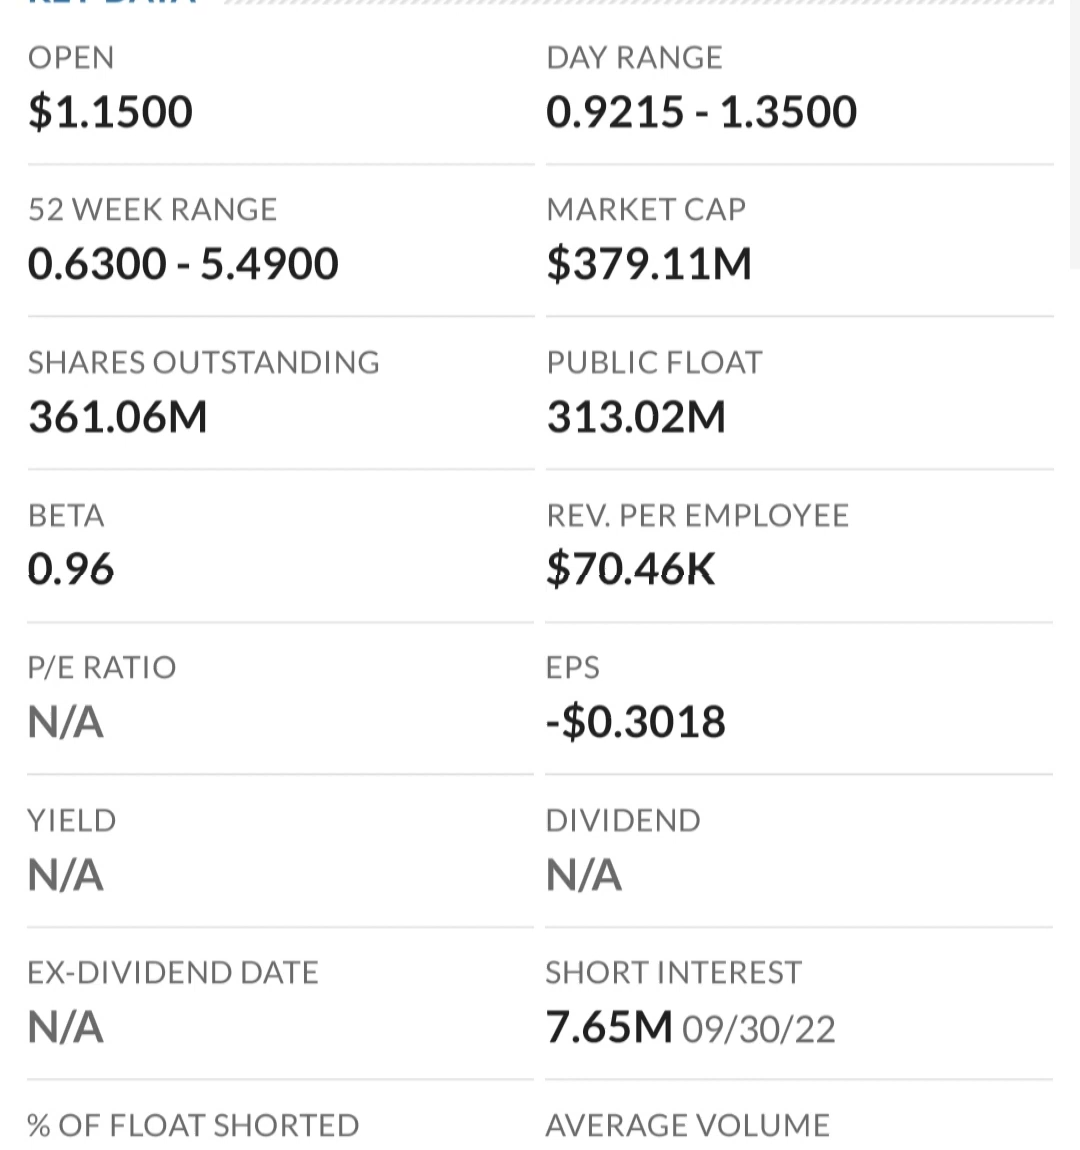 OPEN
$1.1500
DAY RANGE
0.9215 - 1.3500
52 WEEK RANGE
0.6300 - 5.4900
MARKET CAP
$379.11M
SHARES OUTSTANDING
361.06M
PUBLIC FLOAT
313.02M
BETA
0.96
REV. PER EMPLOYEE
$70.46K
P/E RATIO
N/A
EPS
-$0.3018
YIELD
N/A
DIVIDEND
N/A
EX-DIVIDEND DATE
N/A
SHORT INTEREST
7.65M 09/30/22
% OF FLOAT SHORTED
AVERAGE VOLUME